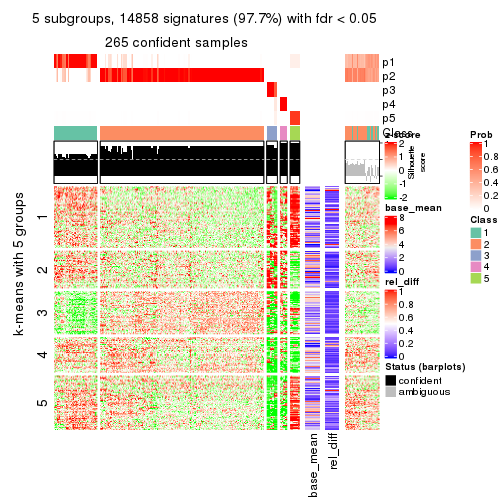 5 subgroups, 14858 signatures (97.7%) with fdr < 0.05
265 confident samples
p1
p2
p3
p4
p5
Class
k-means with 5 groups
1
2
3
4
5
base_mean
rel_diff
z-score
2
1
0
-1
-2
Silhouette
score
base_mean
8
6
4
2
0
rel_diff
1
0.8
0.6
0.4
0.2
0
Status (barplots)
confident
ambiguous
Prob
1
0.8
0.6
0.4
0.2
0
Class
1
2
3
4
5